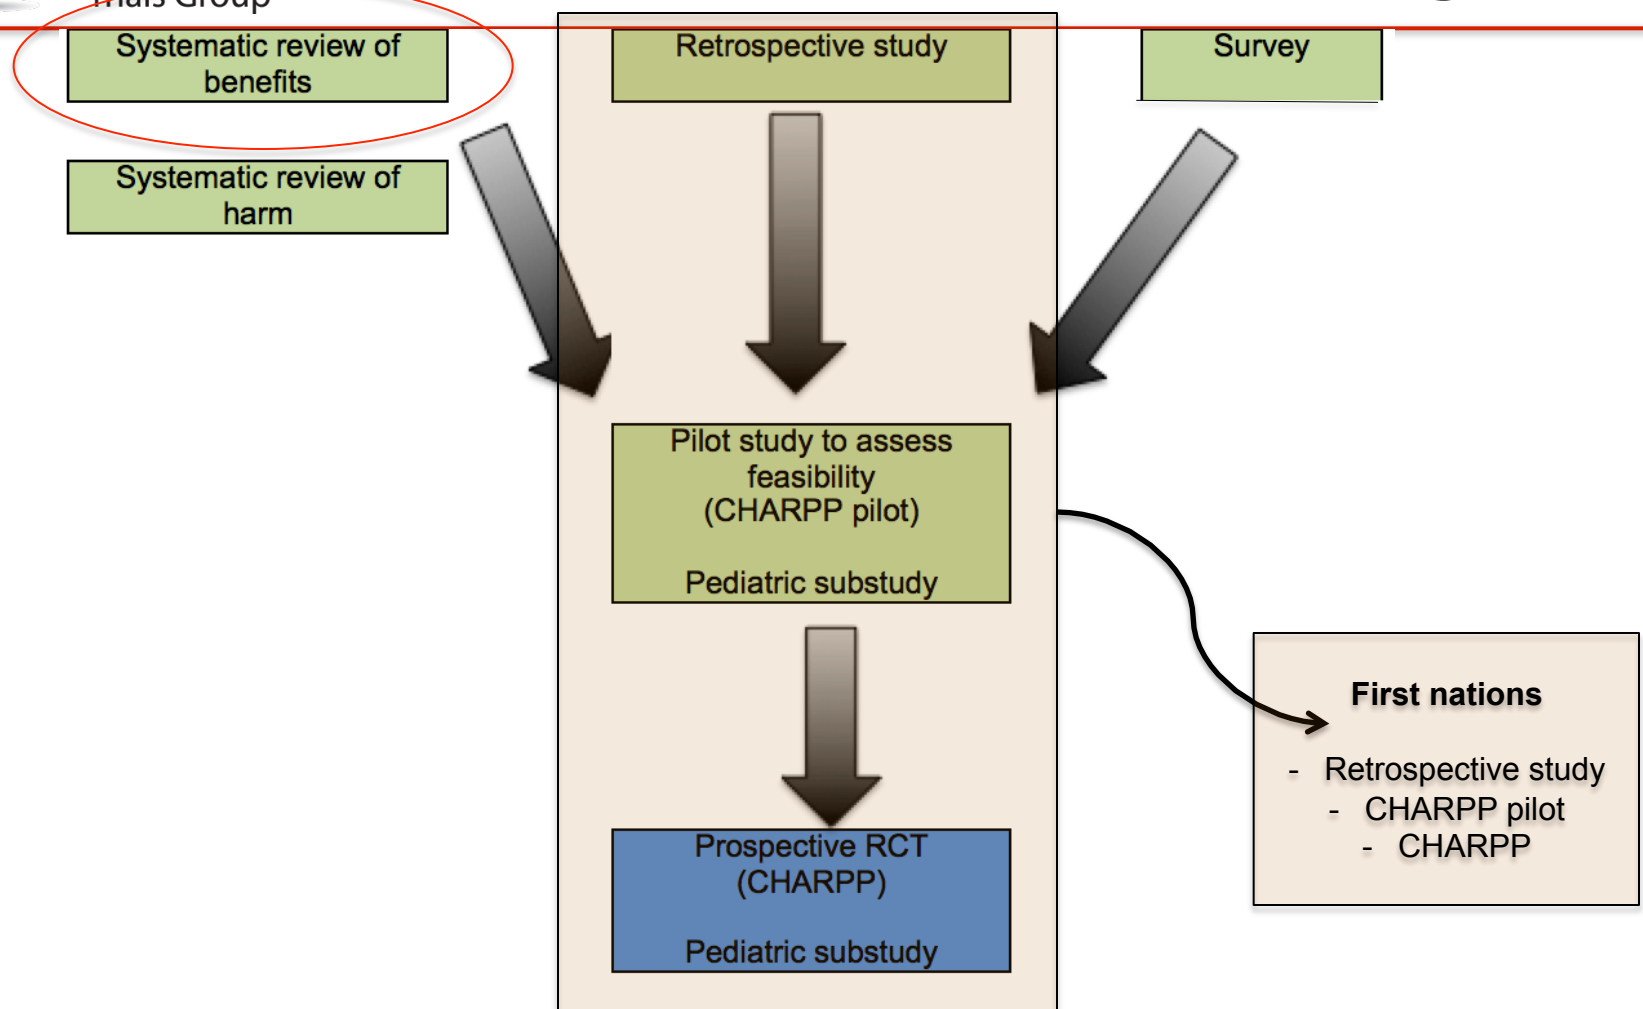 Group
Systematic review of
benefits
Systematic review of
harm
Retrospective study
Survey
Pilot study to assess
feasibility
(CHARPP pilot)
Pediatric substudy
Prospective RCT
(CHARPP)
Pediatric substudy
First nations
- Retrospective study
- CHARPP pilot
- CHARPP